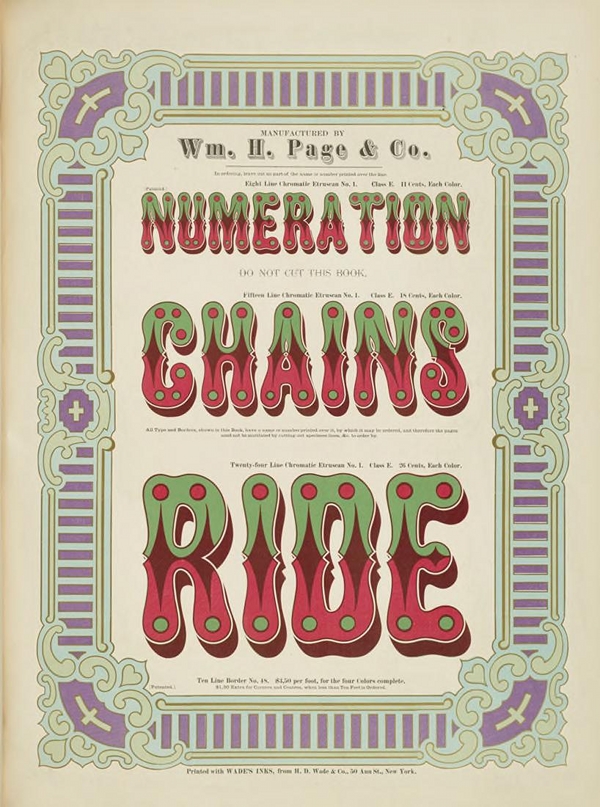 MANUFACTURED BY
Wm. H. Page & Co.
In ordering, leave out no part of the name or number printed over the line.
Eight Line Chromatic Etruscan No. 1. Class E. 11 Cents, Each Color.
(Patented.)
NUMERATION
DO NOT CUT THIS BOOK.
Fifteen Line Chromatic Etruscan No. 1. Class E. 18 Cents, Each Color.
CHAINS
All Type and Borders, shown in this Book, have a name or number printed over it, by which it may be ordered, and therefore the pages
need not be mutilated by cutting out specimen lines, &c. to order by.
Twenty-four Line Chromatic Etruscan No. 1. Class E. 26 Cents, Each Color.
RIDE
Ten Line Border No. 48. $3,50 per foot, for the four Colors complete.
(Patented.) $1,50 Extra for Corners and Centres, when less than Ten Feet is Ordered.
Printed with WADE'S INKS, from H. D. Wade & Co., 50 Ann St., New York.